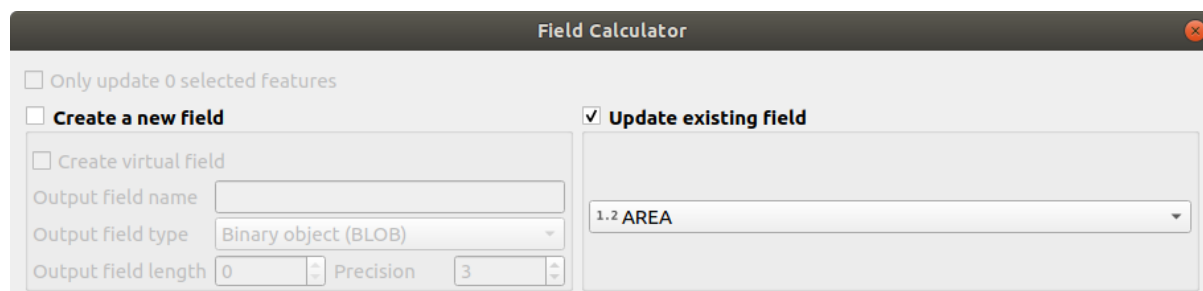 Field Calculator
Only update 0 selected features
Create a new field
Update existing field
Create virtual field
Output field name
1.2 AREA
Output field type Binary object (BLOB)
Output field length 0 Precision 3